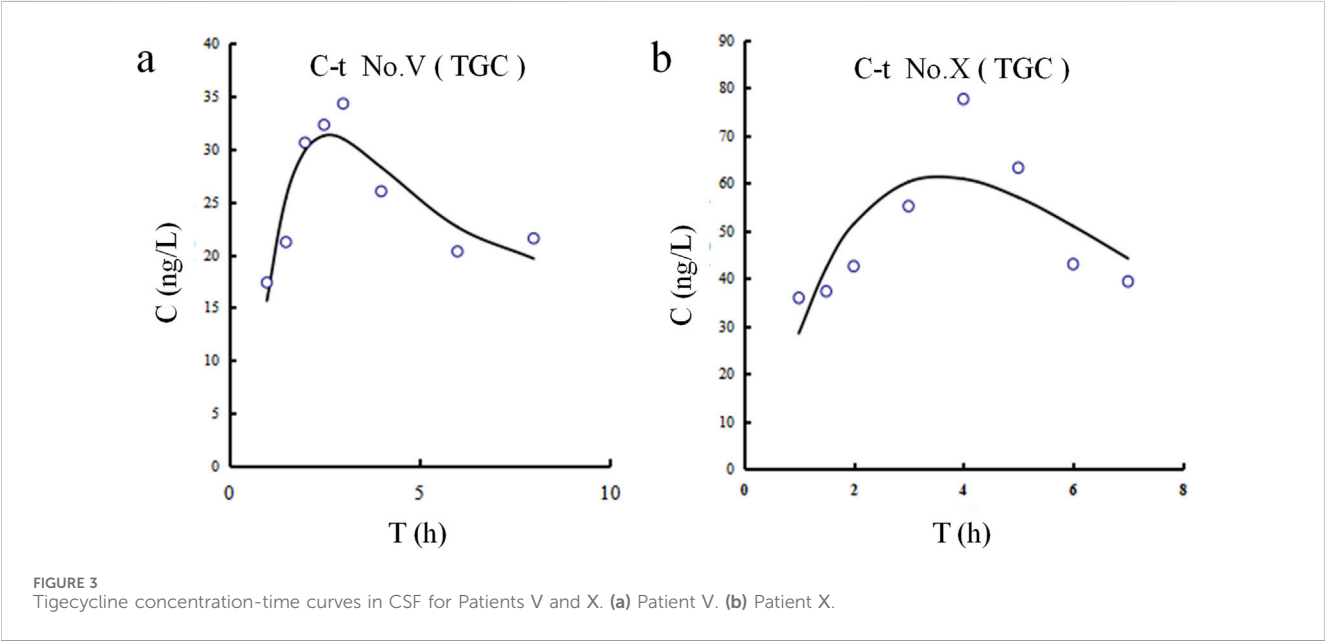 a
C-t No.V ( TGC )
40
35
30
25
20
15
10
5
0
C (ng/L)
0 5 10
T (h)
b
C-t No.X ( TGC )
90
80
70
60
50
40
30
20
10
0
C (ng/L)
0 2 4 6 8
T (h)
FIGURE 3
Tigecycline concentration-time curves in CSF for Patients V and X. (a) Patient V. (b) Patient X.